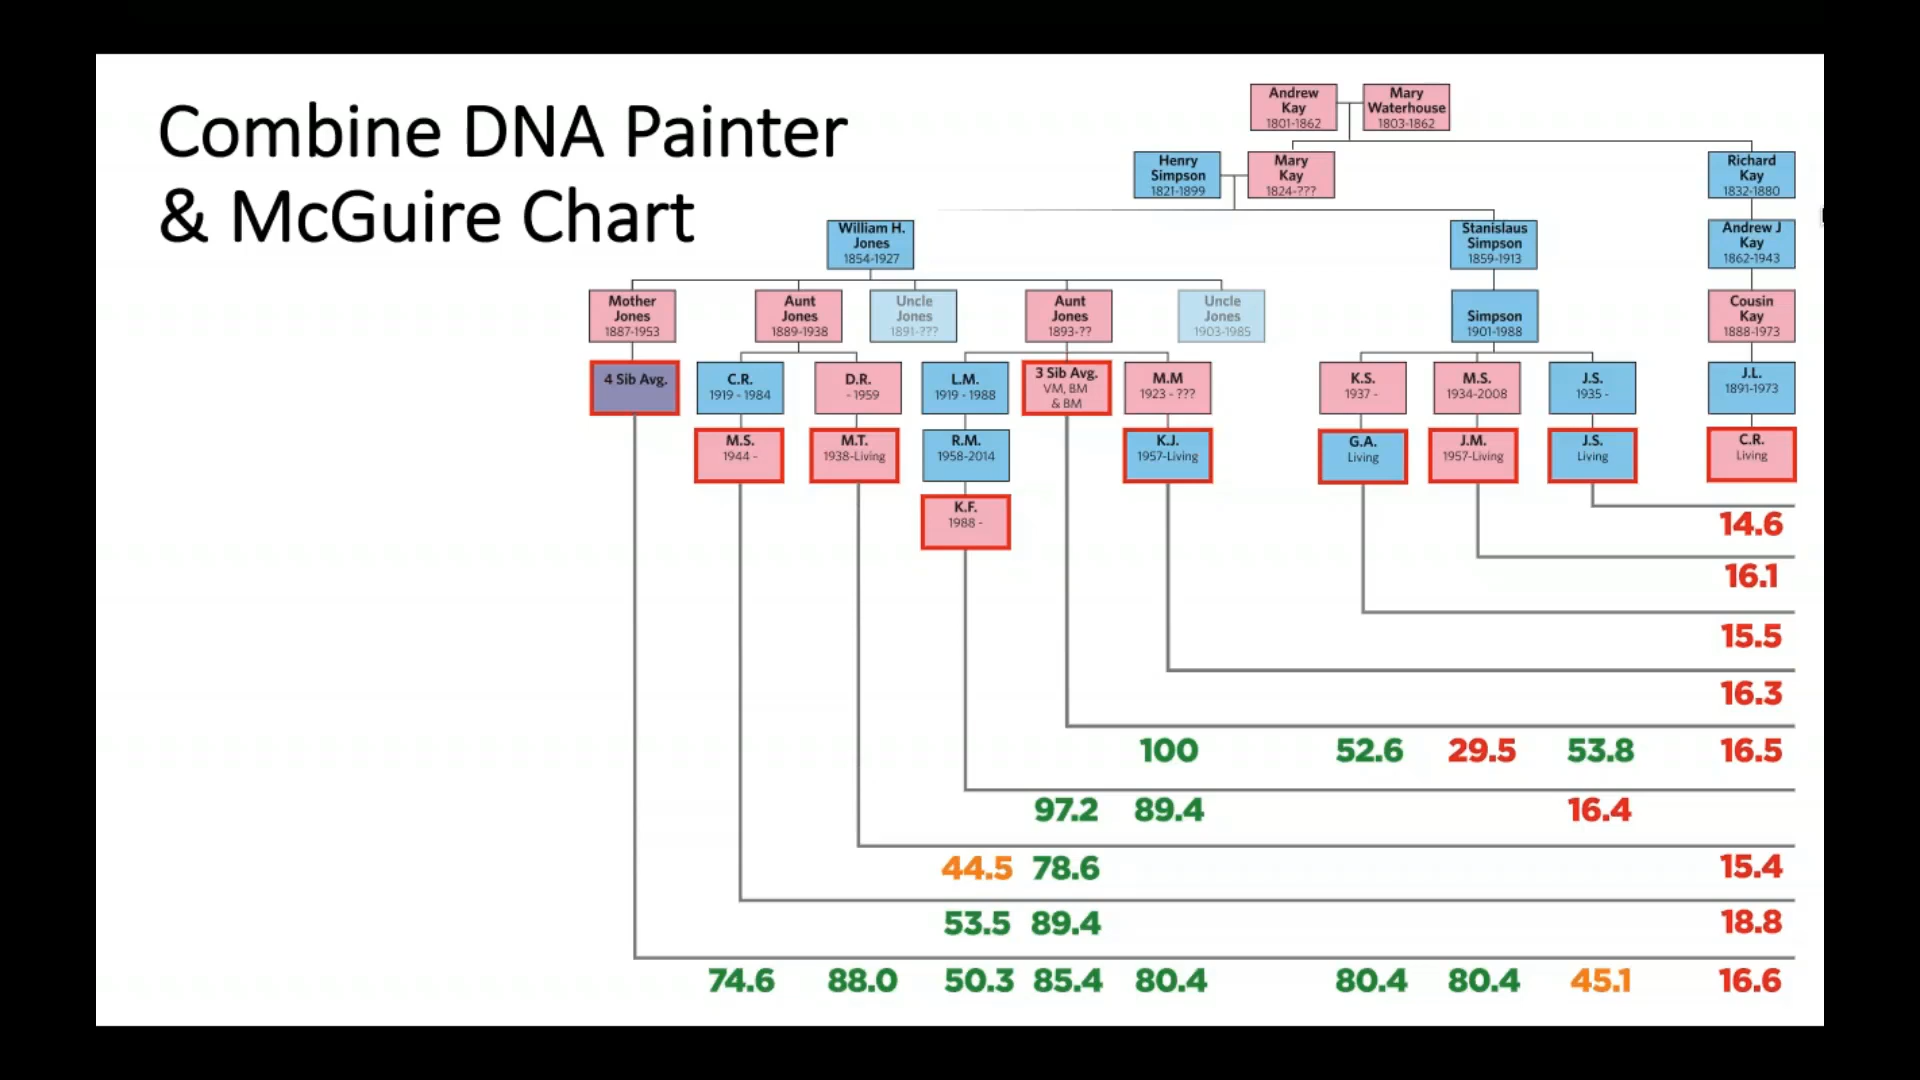 Combine DNA Painter
& McGuire Chart
Andrew
Kay
1801-1862
Mary
Waterhouse
1803-1862
Henry
Simpson
1821-1899
Mary
Kay
1824-???
Richard
Kay
1832-1880
William H.
Jones
1854-1927
Stanislaus
Simpson
1859-1913
Andrew J
Kay
1862-1943
Mother
Jones
1887-1953
Aunt
Jones
1889-1938
Uncle
Jones
1891-???
Aunt
Jones
1893-??
Uncle
Jones
1903-1985
Simpson
1901-1988
Cousin
Kay
1888-1973
4 Sib Avg.
C.R.
1919 - 1984
D.R.
- 1959
L.M.
1919 - 1988
3 Sib Avg.
VM, BM
& BM
M.M
1923 - ???
K.S.
1937 -
M.S.
1934-2008
J.S.
1935 -
J.L.
1891-1973
M.S.
1944 -
M.T.
1938-Living
R.M.
1958-2014
K.J.
1957-Living
G.A.
Living
J.M.
1957-Living
J.S.
Living
C.R.
Living
K.F.
1988 -
14.6
16.1
15.5
16.3
100 52.6 29.5 53.8 16.5
97.2 89.4 16.4
44.5 78.6 15.4
53.5 89.4 18.8
74.6 88.0 50.3 85.4 80.4 80.4 80.4 45.1 16.6